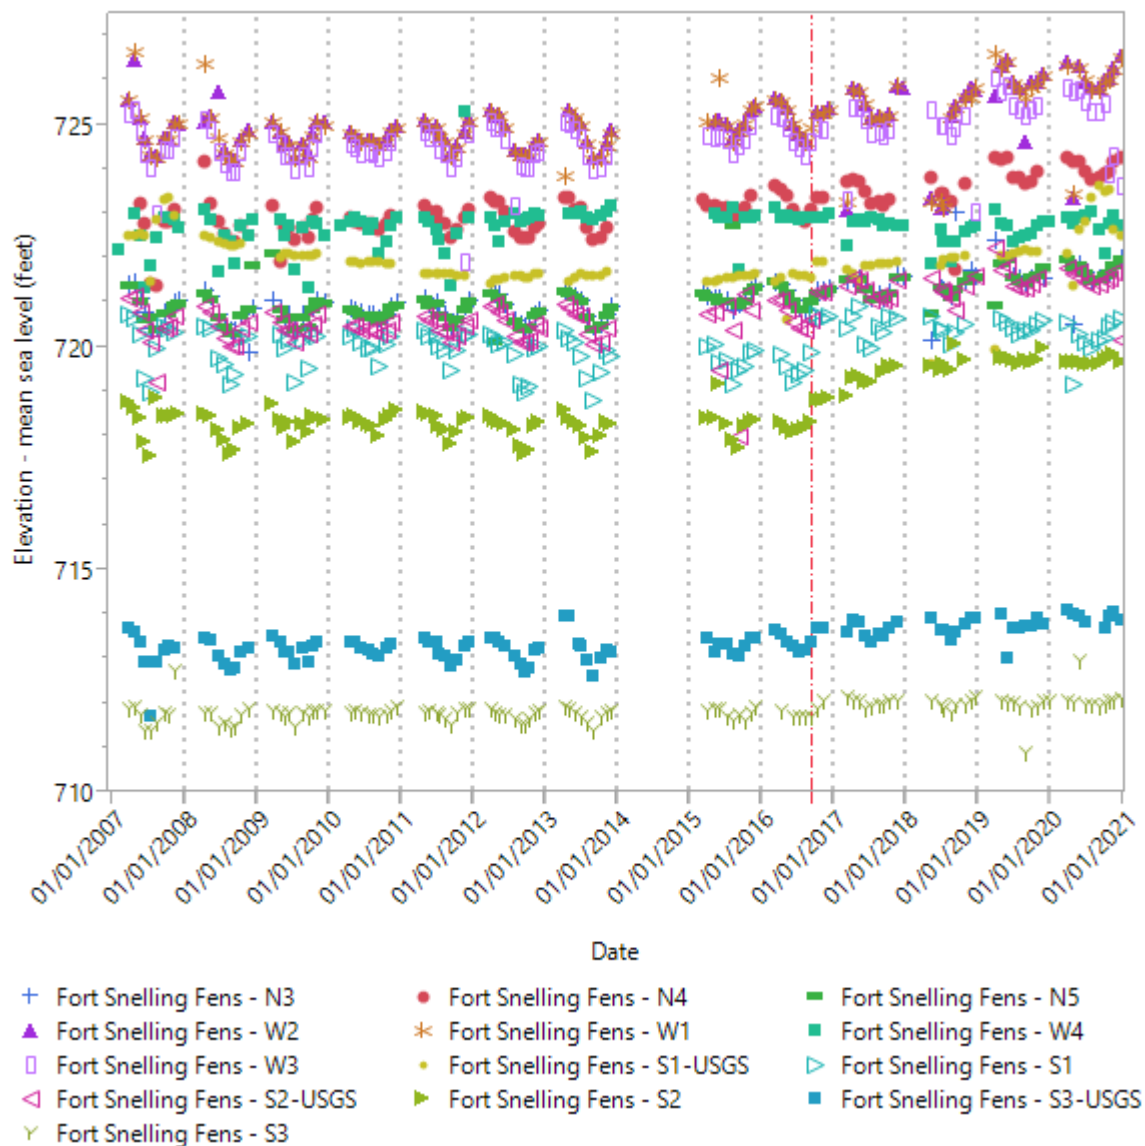 Elevation - mean sea level (feet)
725
720
715
710
01/01/2007
01/01/2008
01/01/2009
01/01/2010
01/01/2011
01/01/2012
01/01/2013
01/01/2014
01/01/2015
01/01/2016
01/01/2017
01/01/2018
01/01/2019
01/01/2020
01/01/2021
Date
Fort Snelling Fens - N3
Fort Snelling Fens - N4
Fort Snelling Fens - N5
Fort Snelling Fens - W2
Fort Snelling Fens - W1
Fort Snelling Fens - W4
Fort Snelling Fens - W3
Fort Snelling Fens - S1-USGS
Fort Snelling Fens - S1
Fort Snelling Fens - S2-USGS
Fort Snelling Fens - S2
Fort Snelling Fens - S3-USGS
Fort Snelling Fens - S3